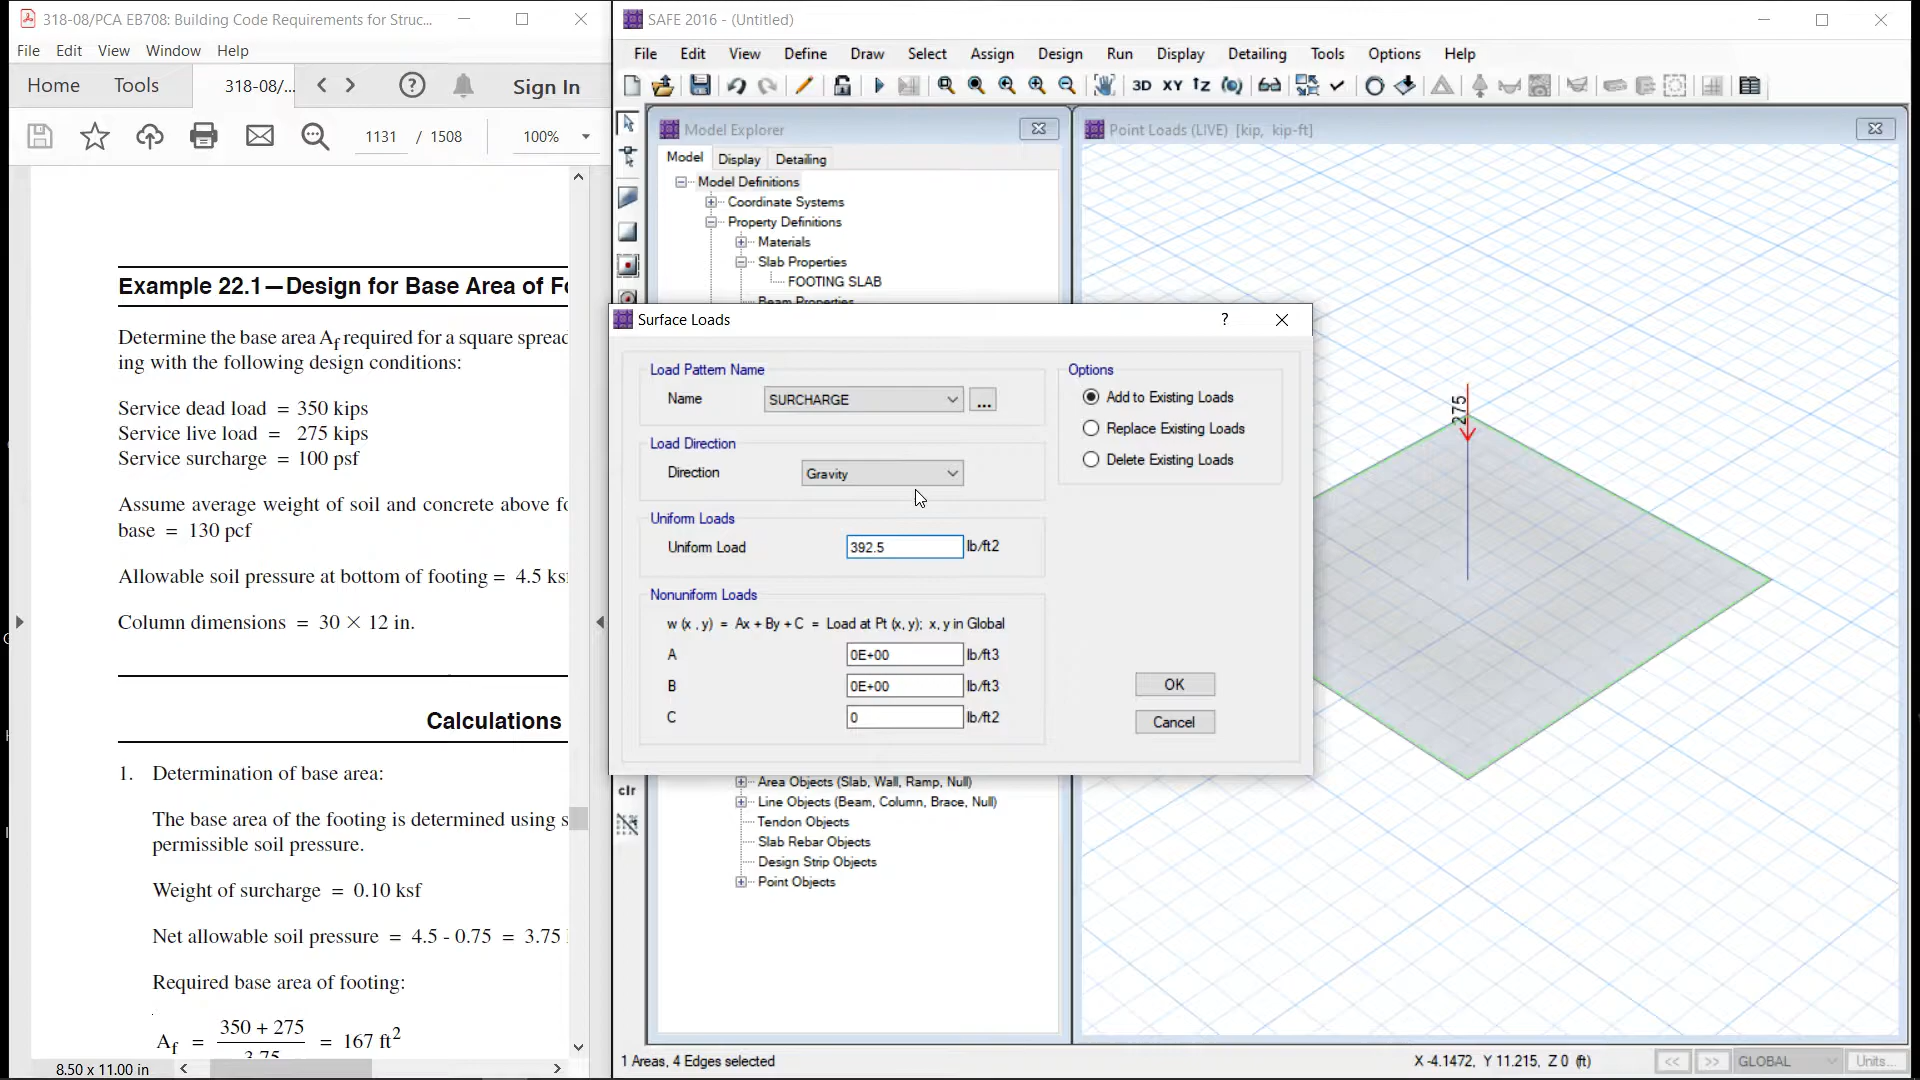 318-08/PCA EB708: Building Code Requirements for Struc...
File Edit View Window Help
Home Tools 318-08/... Sign In
1131 / 1508 100%
Example 22.1—Design for Base Area of Fo
Determine the base area Af required for a square spread
ing with the following design conditions:
Service dead load = 350 kips
Service live load = 275 kips
Service surcharge = 100 psf
Assume average weight of soil and concrete above fo
base = 130 pcf
Allowable soil pressure at bottom of footing = 4.5 ksf
Column dimensions = 30 × 12 in.
Calculations
1. Determination of base area:
The base area of the footing is determined using s
permissible soil pressure.
Weight of surcharge = 0.10 ksf
Net allowable soil pressure = 4.5 - 0.75 = 3.75
Required base area of footing:
Af = 350 + 275 = 167 ft2
3.75
8.50 x 11.00 in
SAFE 2016 - (Untitled)
File Edit View Define Draw Select Assign Design Run Display Detailing Tools Options Help
3D XY
Model Explorer
Model Display Detailing
Model Definitions
Coordinate Systems
Property Definitions
Materials
Slab Properties
FOOTING SLAB
Beam Properties
Point Loads (LIVE) [kip, kip-ft]
275
Surface Loads ?
Load Pattern Name
Name SURCHARGE ...
Load Direction
Direction Gravity
Uniform Loads
Uniform Load 392.5 lb/ft2
Nonuniform Loads
w (x , y) = Ax + By + C = Load at Pt (x, y); x, y in Global
A 0E+00 lb/ft3
B 0E+00 lb/ft3
C 0 lb/ft2
Options
Add to Existing Loads
Replace Existing Loads
Delete Existing Loads
OK
Cancel
clr
Area Objects (Slab, Wall, Ramp, Null)
Line Objects (Beam, Column, Brace, Null)
Tendon Objects
Slab Rebar Objects
Design Strip Objects
Point Objects
1 Areas, 4 Edges selected X -4.1472, Y 11.215, Z 0 (ft) << >> GLOBAL Units...